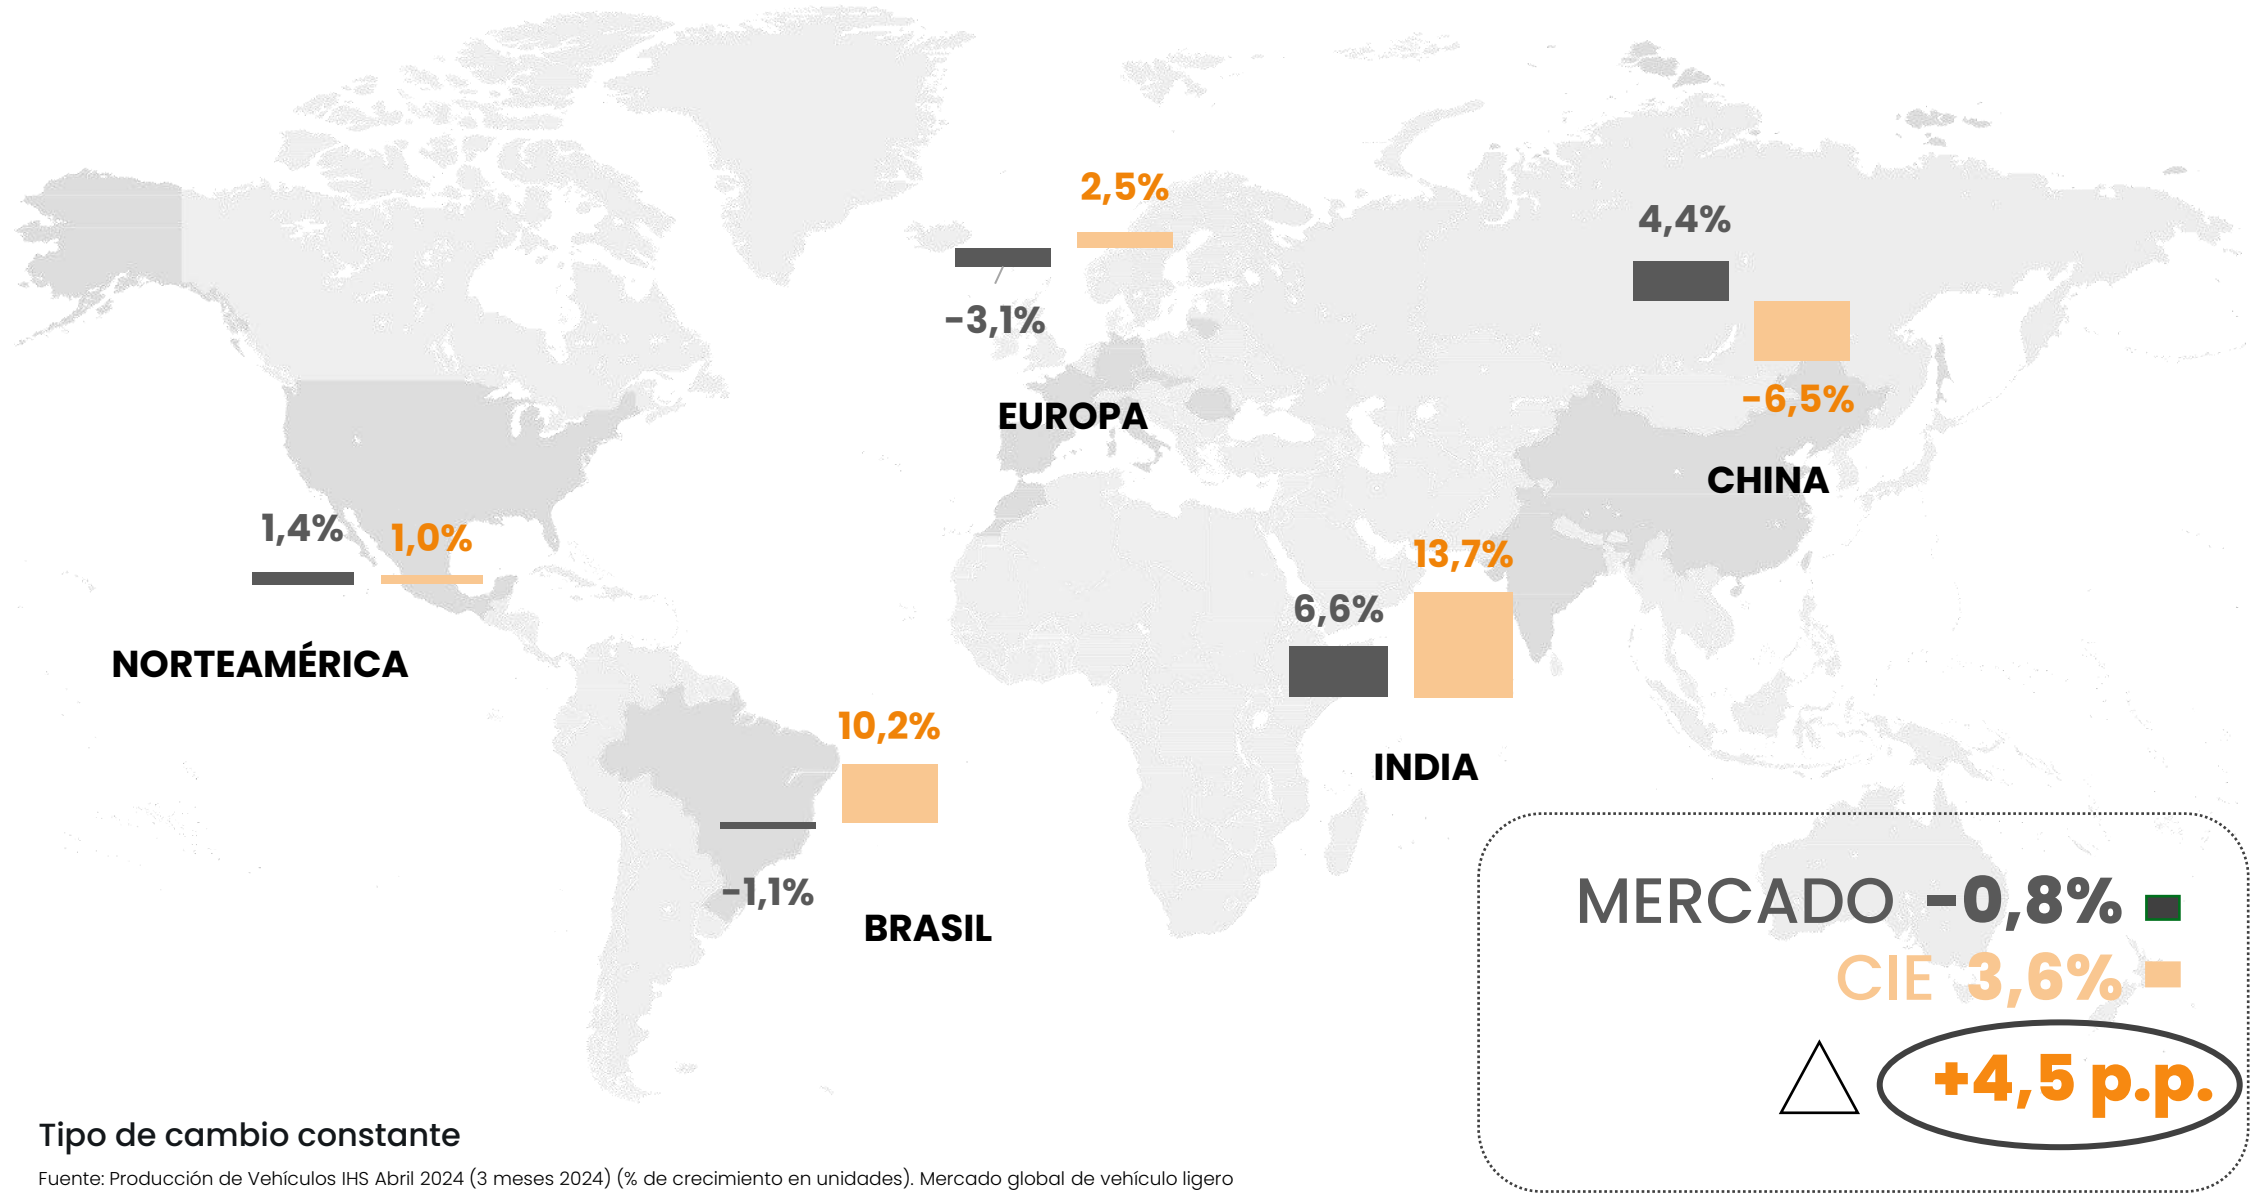 2,5%
4,4%
-3,1%
-6,5%
EUROPA
CHINA
1,4%
1,0%
13,7%
6,6%
NORTEAMÉRICA
10,2%
INDIA
-1,1%
BRASIL
MERCADO -0,8%
CIE 3,6%
+4,5 p.p.
Tipo de cambio constante
Fuente: Producción de Vehículos IHS Abril 2024 (3 meses 2024) (% de crecimiento en unidades). Mercado global de vehículo ligero